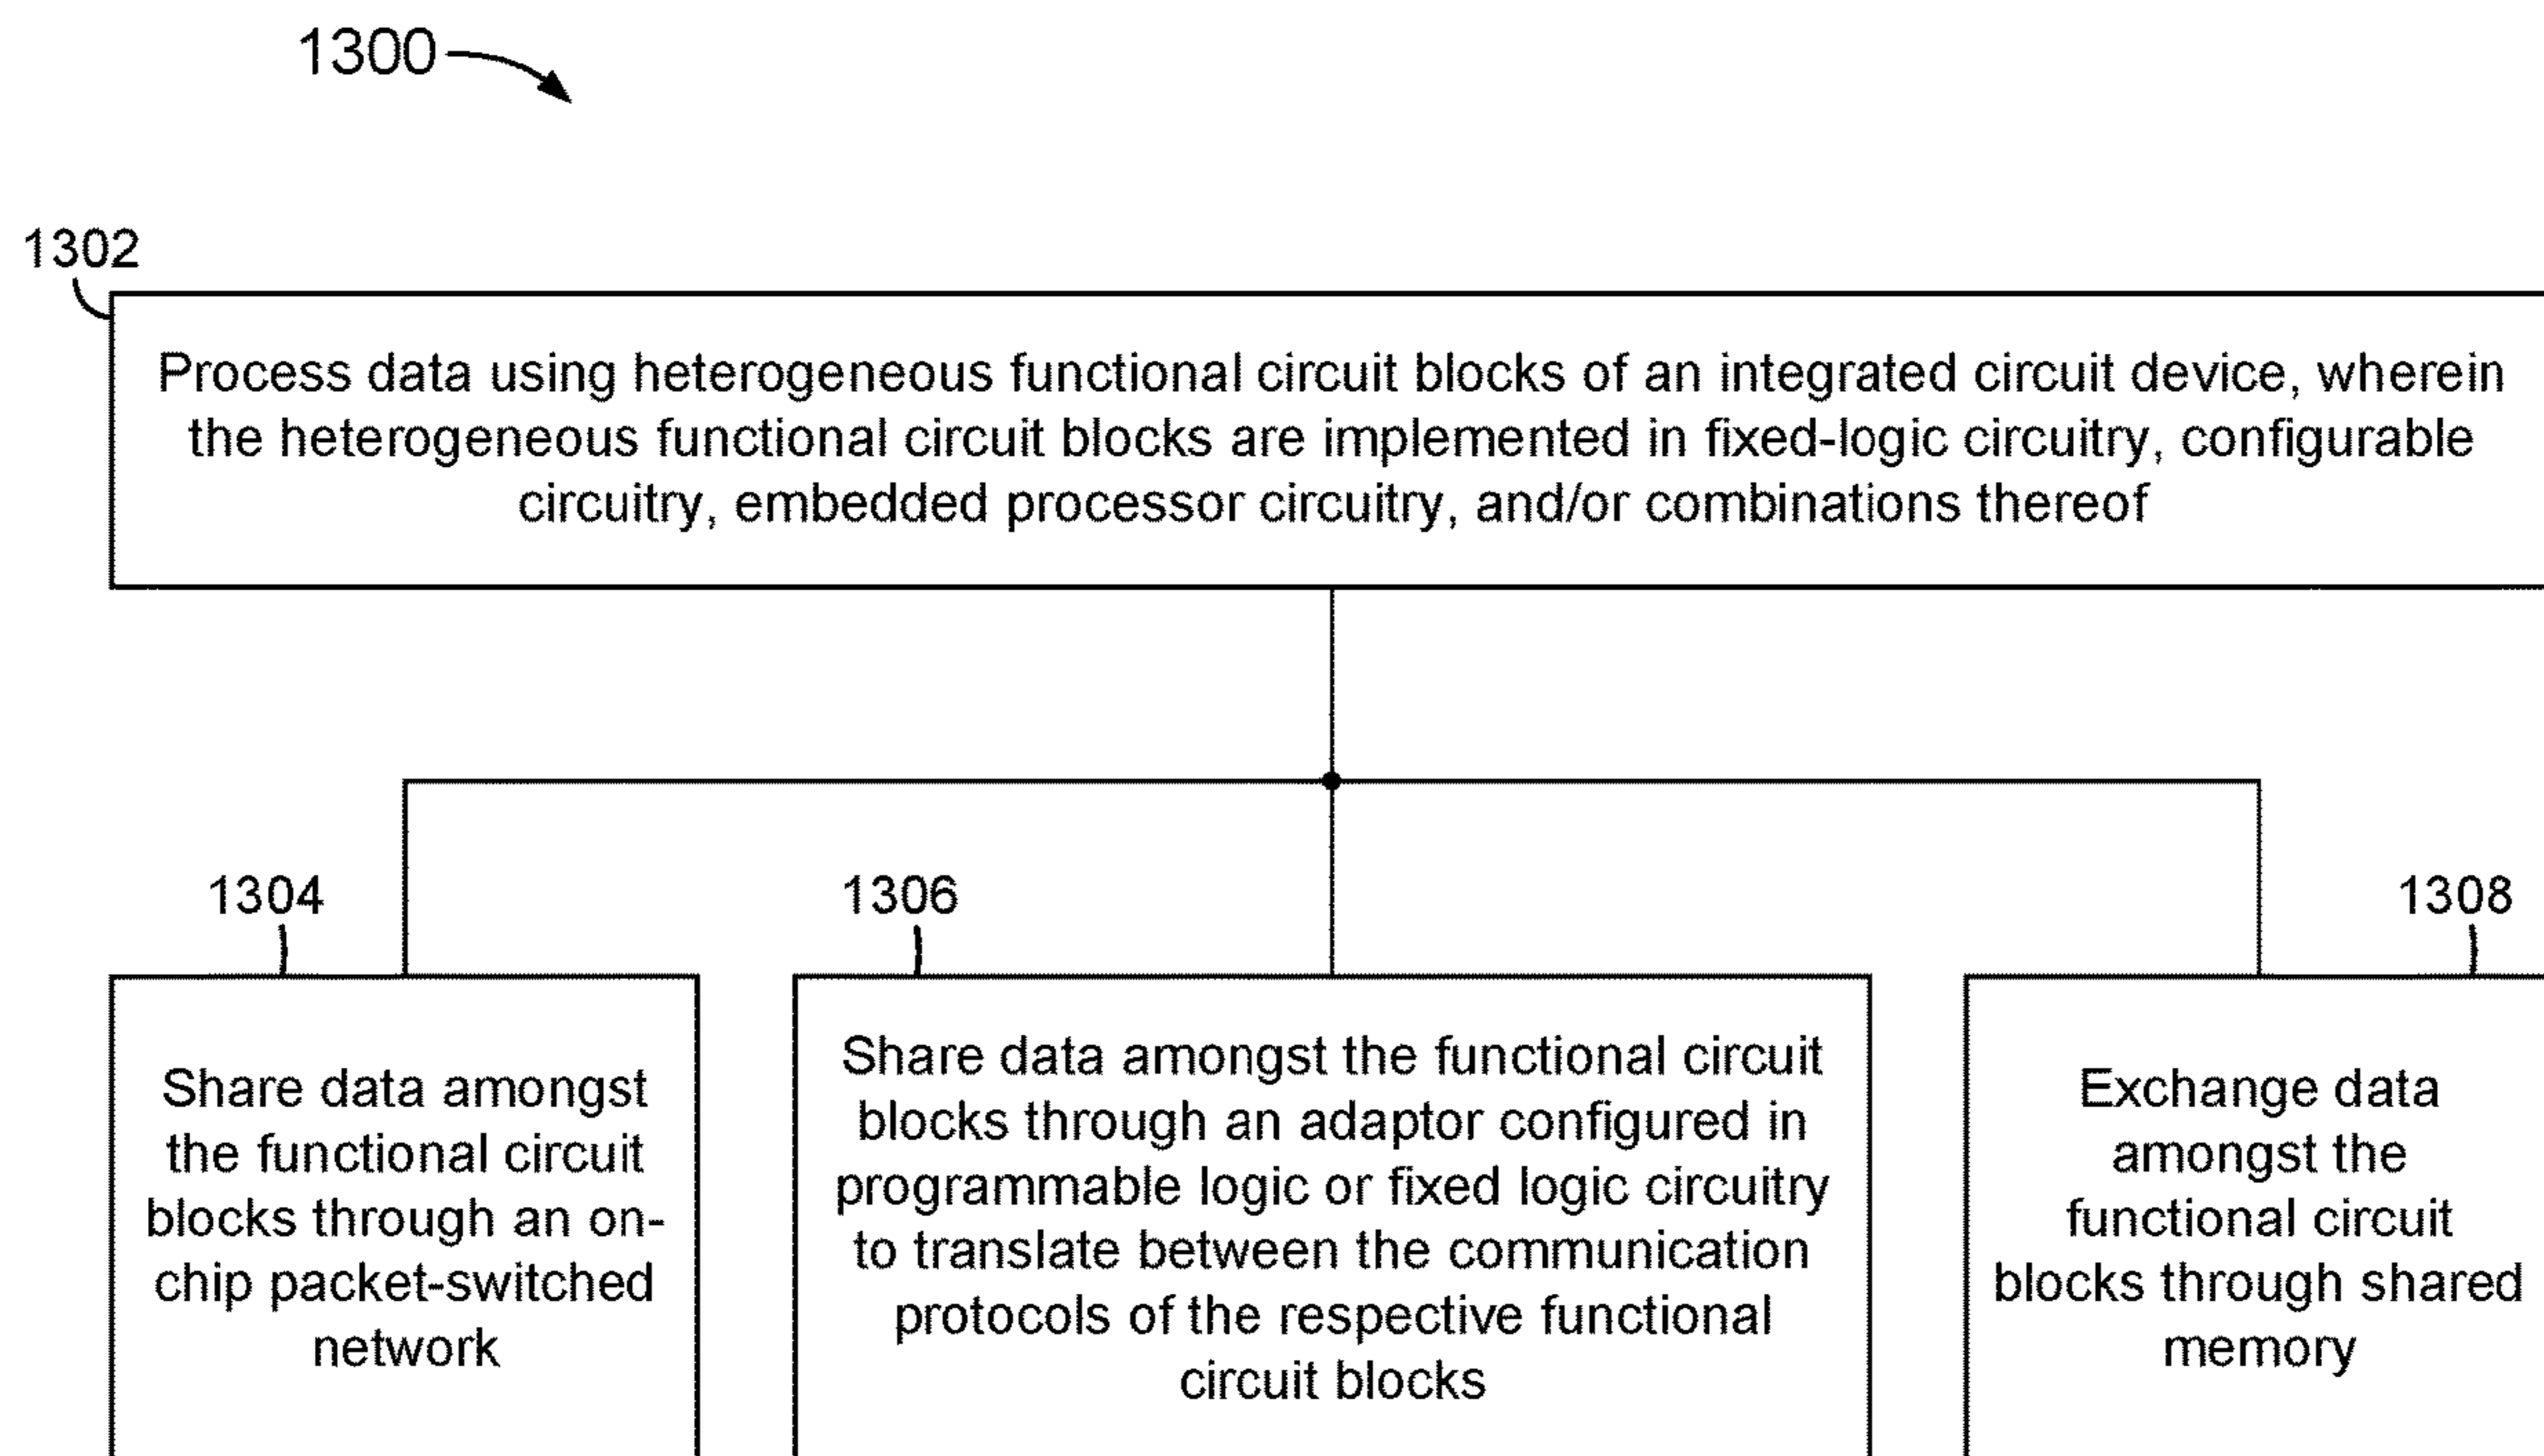 1300
1302
Process data using heterogeneous functional circuit blocks of an integrated circuit device, wherein
the heterogeneous functional circuit blocks are implemented in fixed-logic circuitry, configurable
circuitry, embedded processor circuitry, and/or combinations thereof
1304
Share data amongst
the functional circuit
blocks through an on-
chip packet-switched
network
1306
Share data amongst the functional circuit
blocks through an adaptor configured in
programmable logic or fixed logic circuitry
to translate between the communication
protocols of the respective functional
circuit blocks
1308
Exchange data
amongst the
functional circuit
blocks through shared
memory